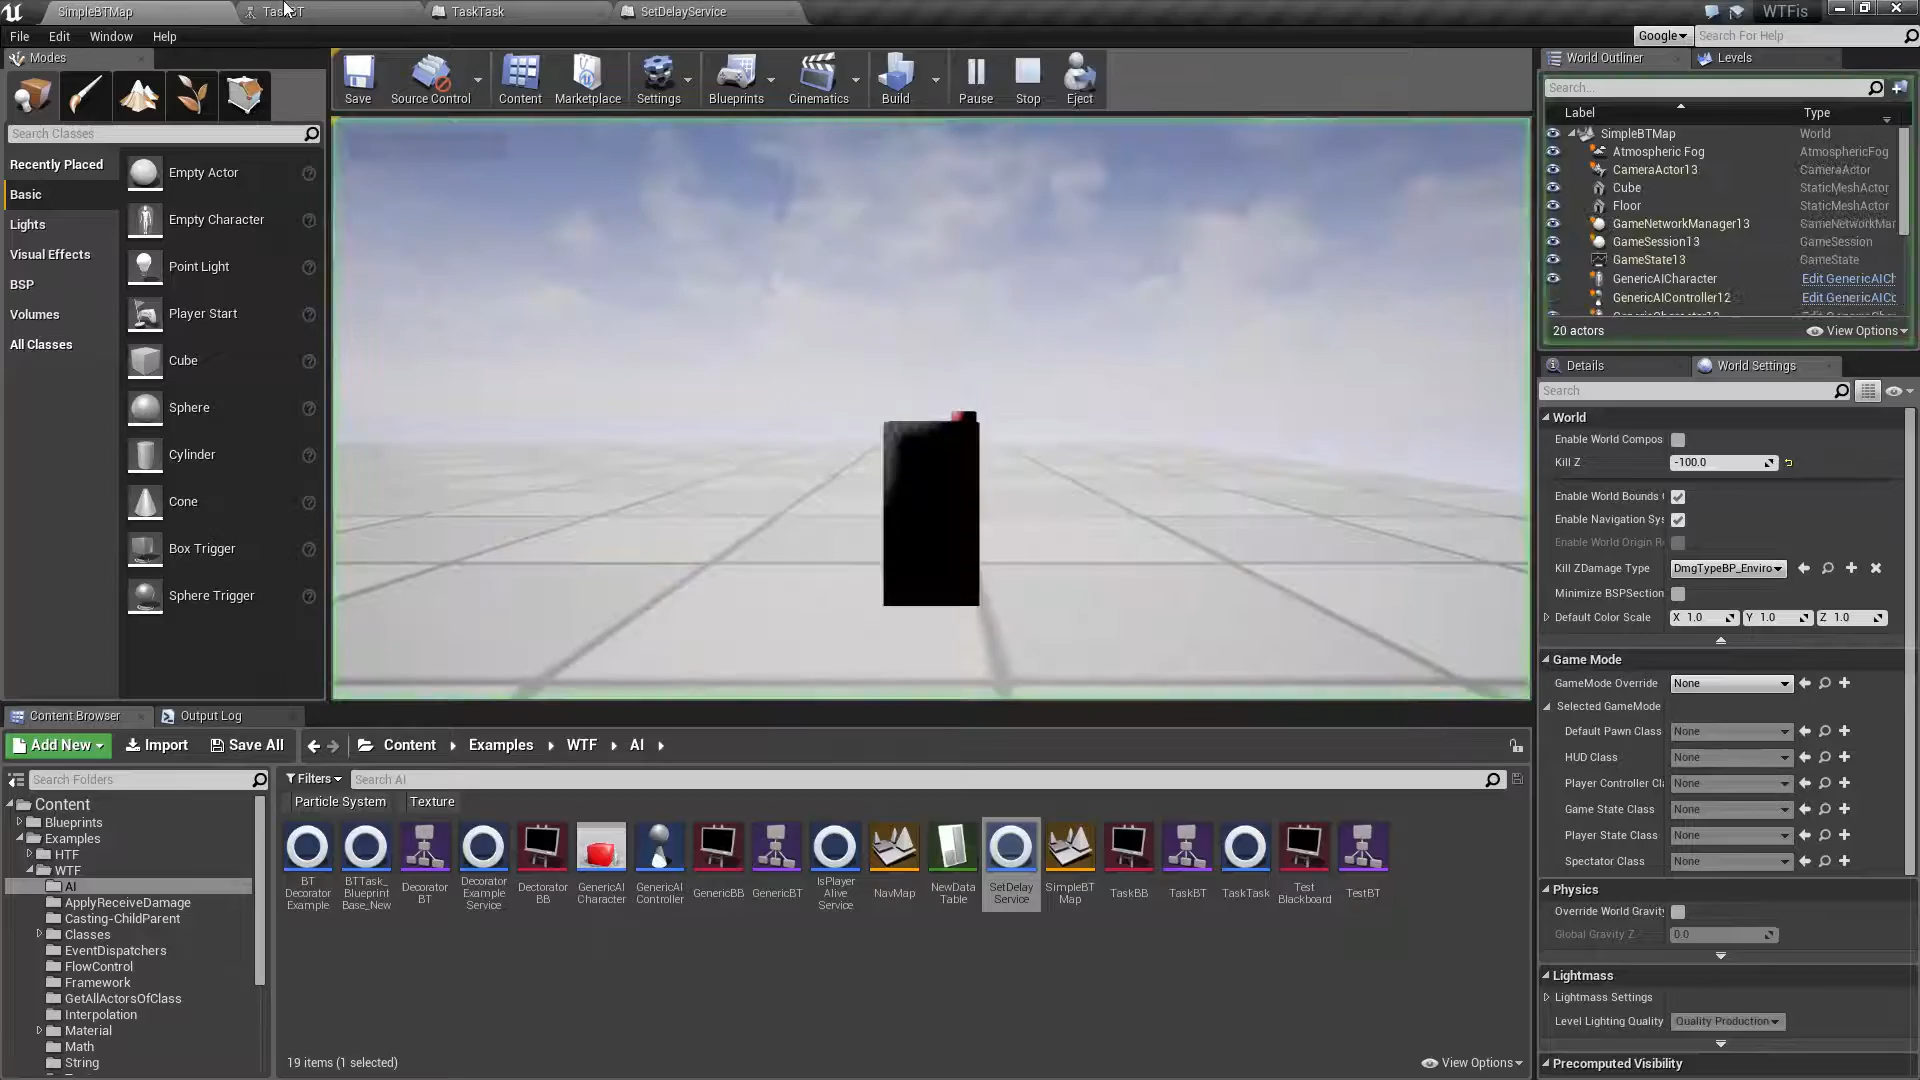 SimpleBTMap
TaskBT
TaskTask
SetDelayService
WTFis
File
Edit
Window
Help
Google
Search For Help
Modes
Search Classes
Recently Placed
Basic
Lights
Visual Effects
BSP
Volumes
All Classes
Empty Actor
Empty Character
Point Light
Player Start
Cube
Sphere
Cylinder
Cone
Box Trigger
Sphere Trigger
Save
Source Control
Content
Marketplace
Settings
Blueprints
Cinematics
Build
Pause
Stop
Eject
World Outliner
Levels
Search...
Label
Type
SimpleBTMap World
Atmospheric Fog AtmosphericFog
CameraActor13 CameraActor
Cube StaticMeshActor
Floor StaticMeshActor
GameNetworkManager13 GameNetworkMar
GameSession13 GameSession
GameState13 GameState
GenericAICharacter Edit GenericAICh
GenericAIController12 Edit GenericAICc
20 actors
View Options
Details
World Settings
Search
World
Enable World Compos
Kill Z -100.0
Enable World Bounds
Enable Navigation Sys
Enable World Origin R
Kill ZDamage Type DmgTypeBP_Enviro
Minimize BSPSection
Default Color Scale X 1.0 Y 1.0 Z 1.0
Game Mode
GameMode Override None
Selected GameMode
Default Pawn Class None
HUD Class None
Player Controller Cl None
Game State Class None
Player State Class None
Spectator Class None
Physics
Override World Gravity
Global Gravity Z 0.0
Lightmass
Lightmass Settings
Level Lighting Quality Quality Production
Precomputed Visibility
Content Browser
Output Log
Add New
Import
Save All
Content
Examples
WTF
AI
Search Folders
Content
Blueprints
Examples
HTF
WTF
AI
ApplyReceiveDamage
Casting-ChildParent
Classes
EventDispatchers
FlowControl
Framework
GetAllActorsOfClass
Interpolation
Material
Math
String
Filters
Search AI
Particle System
Texture
BT
Decorator
Example
BTTask_
Blueprint
Base_New
Decorator
BT
Decorator
Example
Service
Dectorator
BB
GenericAI
Character
GenericAI
Controller
GenericBB
GenericBT
IsPlayer
Alive
Service
NavMap
NewData
Table
SetDelay
Service
SimpleBT
Map
TaskBB
TaskBT
TaskTask
Test
Blackboard
TestBT
19 items (1 selected)
View Options